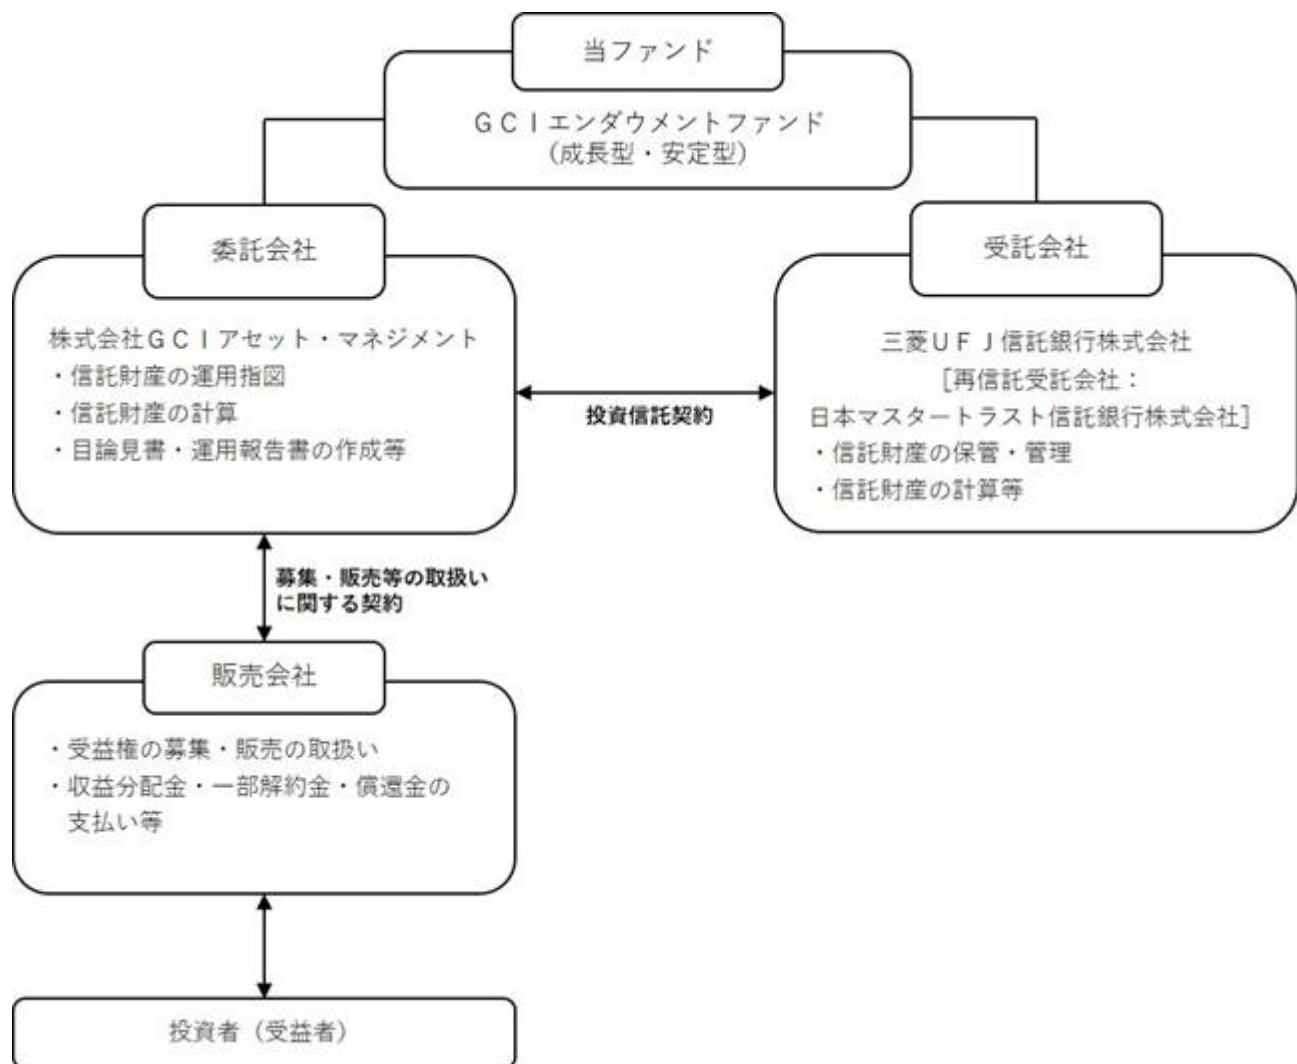 当ファンド
ＧＣＩエンダウメントファンド
（成長型・安定型）
委託会社
株式会社ＧＣＩアセット・マネジメント
・信託財産の運用指図
・信託財産の計算
・目論見書・運用報告書の作成等
投資信託契約
受託会社
三菱ＵＦＪ信託銀行株式会社
［再信託受託会社：
日本マスタートラスト信託銀行株式会社］
・信託財産の保管・管理
・信託財産の計算等
募集・販売等の取扱い
に関する契約
販売会社
・受益権の募集・販売の取扱い
・収益分配金・一部解約金・償還金の
支払い等
投資者（受益者）